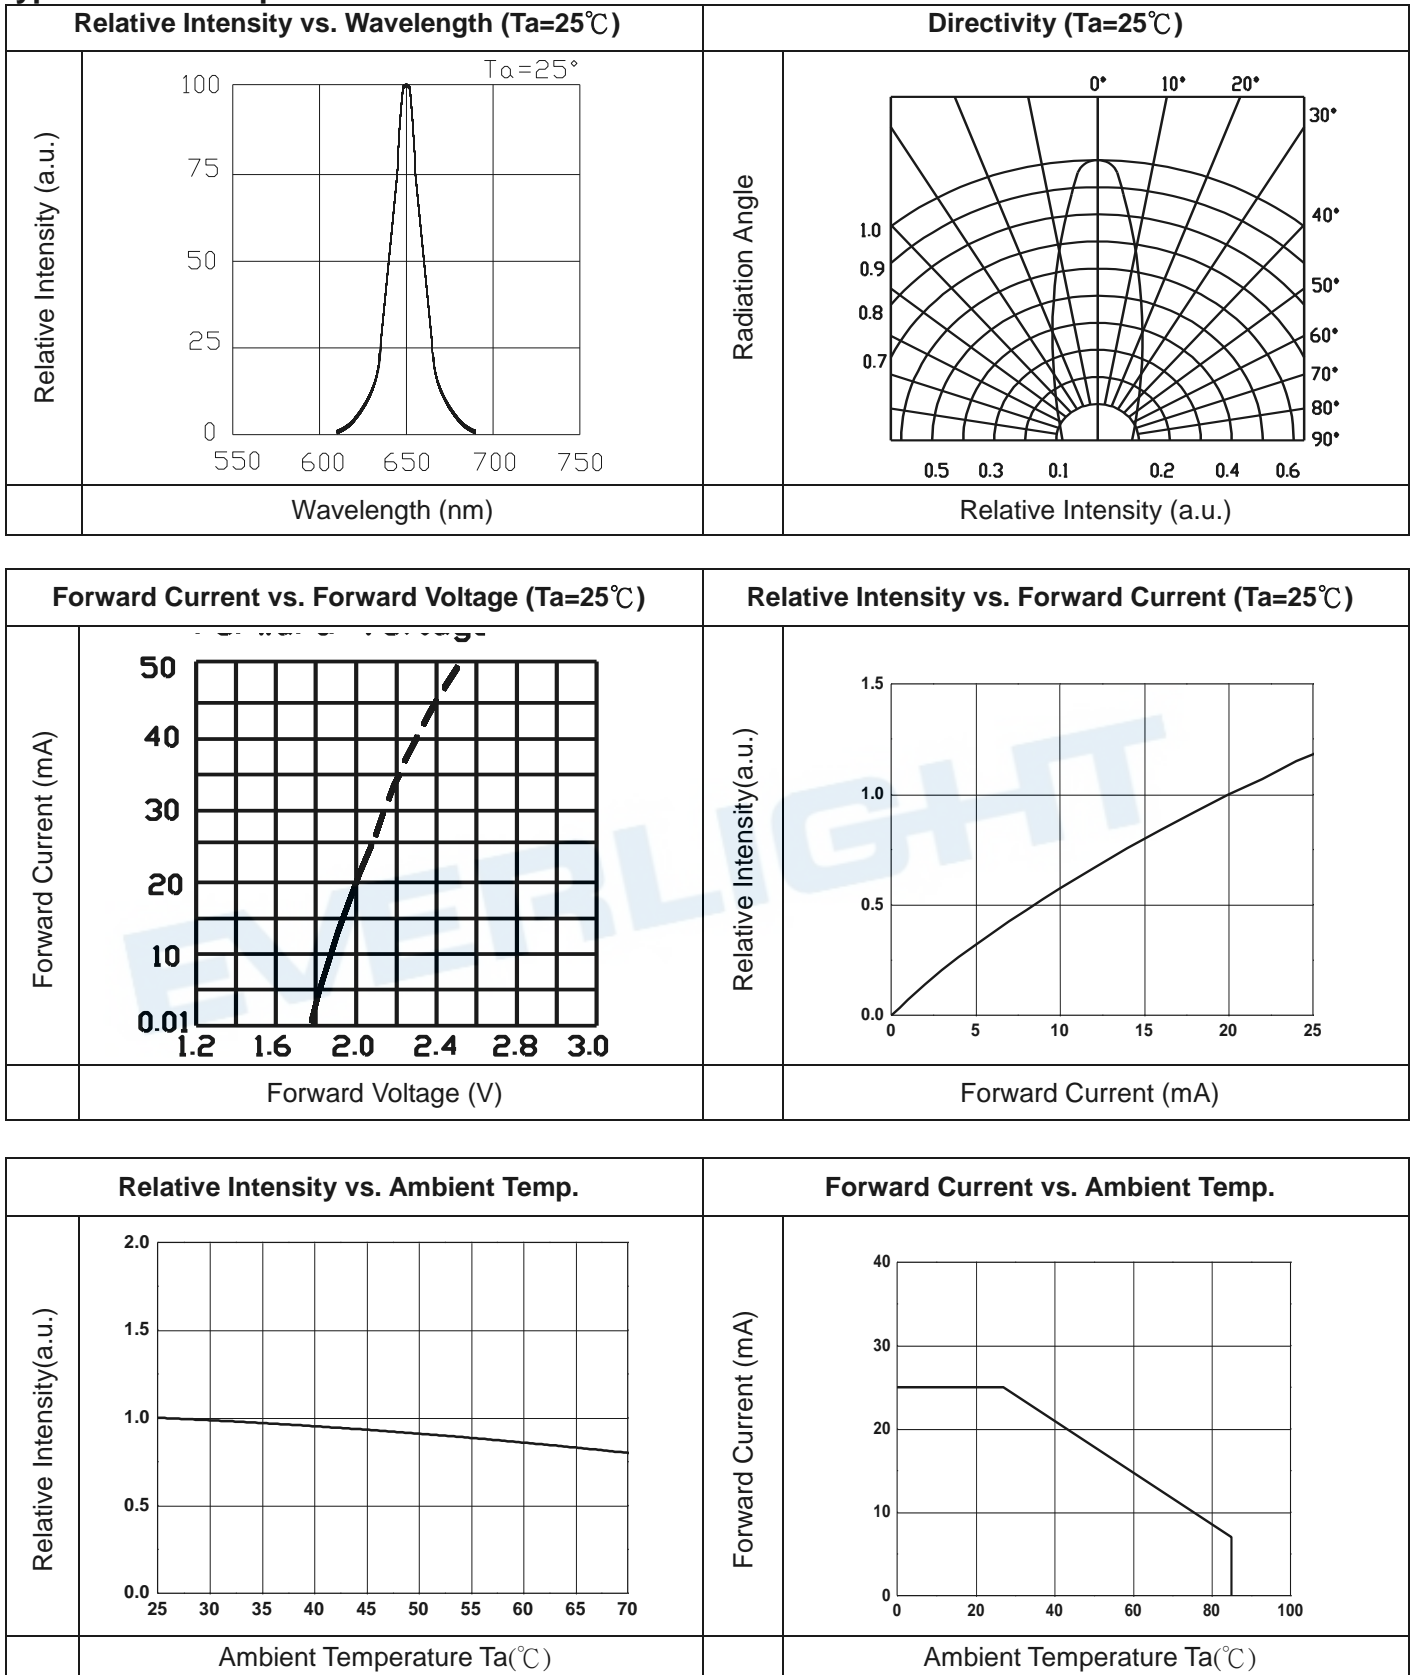 Relative Intensity vs. Wavelength (Ta=25℃)
Directivity (Ta=25℃)
Relative Intensity (a.u.)
Ta=25°
100
75
50
25
0
550 600 650 700 750
Wavelength (nm)
Radiation Angle
0° 10° 20°
30°
40°
50°
60°
70°
80°
90°
1.0
0.9
0.8
0.7
0.5 0.3 0.1 0.2 0.4 0.6
Relative Intensity (a.u.)
Forward Current vs. Forward Voltage (Ta=25℃)
Relative Intensity vs. Forward Current (Ta=25℃)
Forward Current (mA)
50
40
30
20
10
0.01
1.2 1.6 2.0 2.4 2.8 3.0
Forward Voltage (V)
Relative Intensity(a.u.)
1.5
1.0
0.5
0.0
0 5 10 15 20 25
Forward Current (mA)
EVERLIGHT
Relative Intensity vs. Ambient Temp.
Forward Current vs. Ambient Temp.
Relative Intensity(a.u.)
2.0
1.5
1.0
0.5
0.0
25 30 35 40 45 50 55 60 65 70
Ambient Temperature Ta(℃)
Forward Current (mA)
40
30
20
10
0
0 20 40 60 80 100
Ambient Temperature Ta(℃)